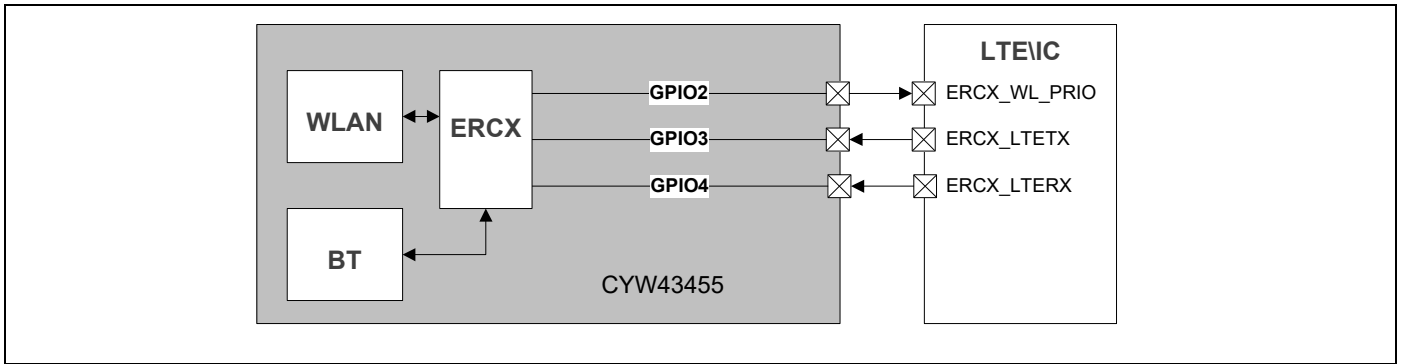 LTE\IC
WLAN
ERCX
GPIO2
ERCX_WL_PRIO
GPIO3
ERCX_LTETX
GPIO4
ERCX_LTERX
BT
CYW43455